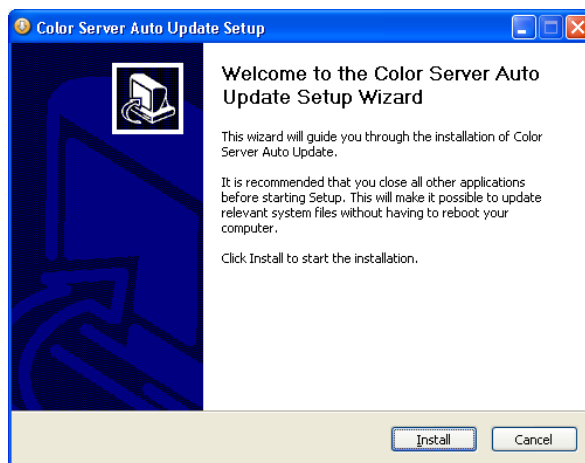 Color Server Auto Update Setup
Welcome to the Color Server Auto
Update Setup Wizard
This wizard will guide you through the installation of Color
Server Auto Update.
It is recommended that you close all other applications
before starting Setup. This will make it possible to update
relevant system files without having to reboot your
computer.
Click Install to start the installation.
Install
Cancel